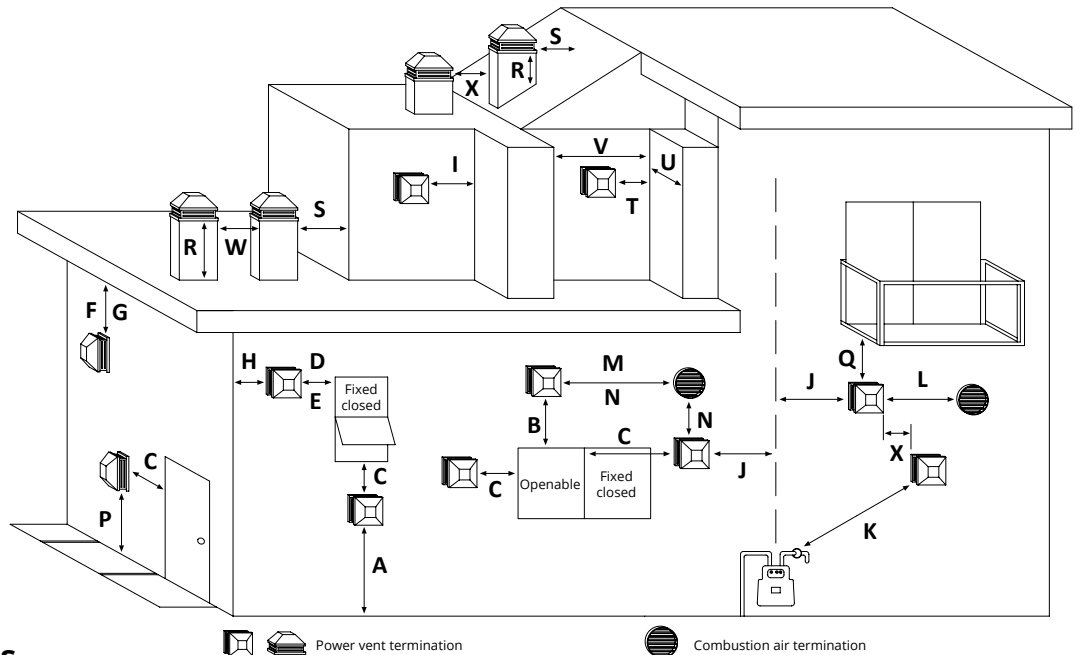 S
R
X
V
I
U
T
S
R
W
F G
H
D
E
Fixed
closed
M
N
Q
J
L
B
N
C
X
C
P
C
C
Openable
Fixed
closed
J
K
A
Power vent termination
Combustion air termination